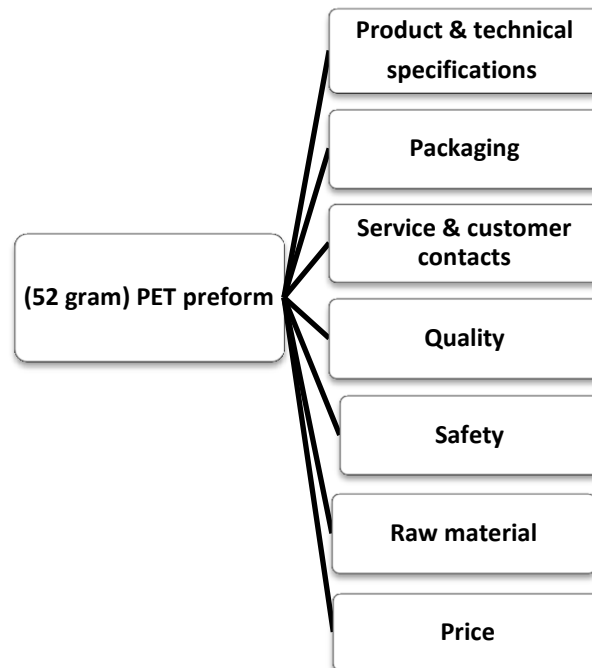 Product & technical
specifications
Packaging
Service & customer
contacts
(52 gram) PET preform
Quality
Safety
Raw material
Price